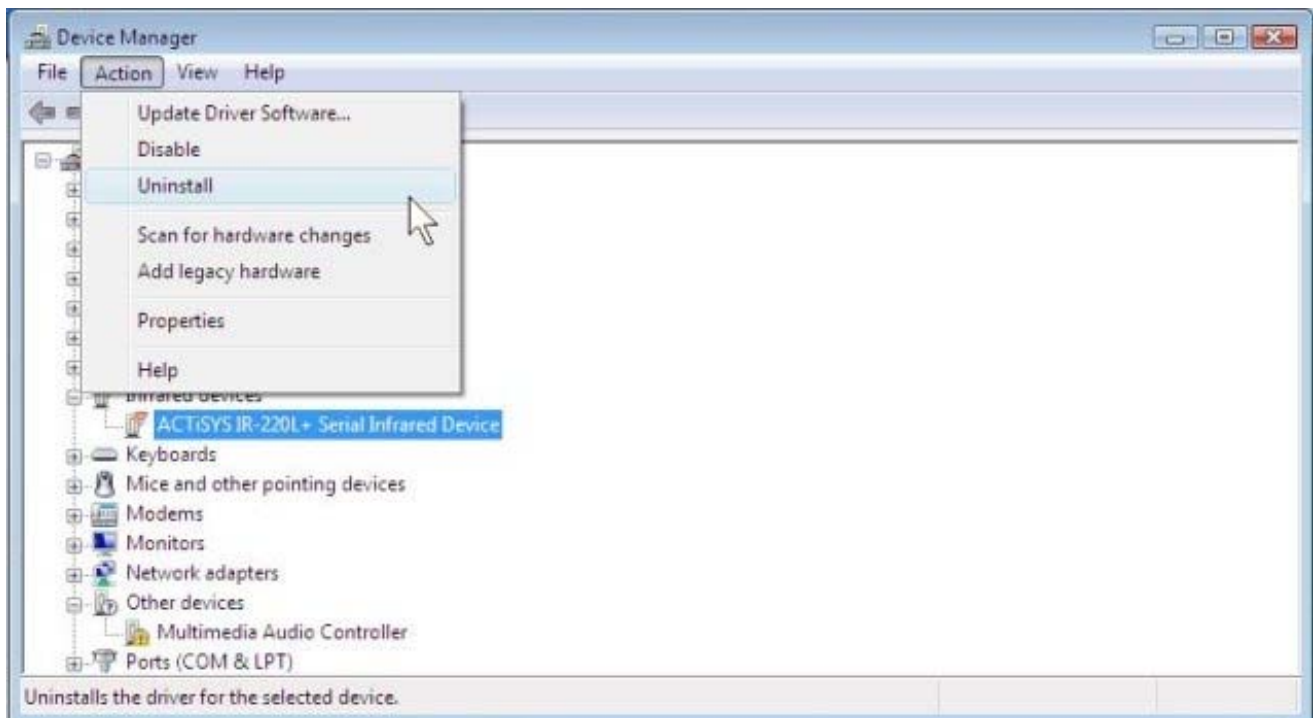 Device Manager
File Action View Help
Update Driver Software...
Disable
Uninstall
Scan for hardware changes
Add legacy hardware
Properties
Help
Infrared devices
ACTiSYS IR-220L+ Serial Infrared Device
Keyboards
Mice and other pointing devices
Modems
Monitors
Network adapters
Other devices
Multimedia Audio Controller
Ports (COM & LPT)
Uninstalls the driver for the selected device.